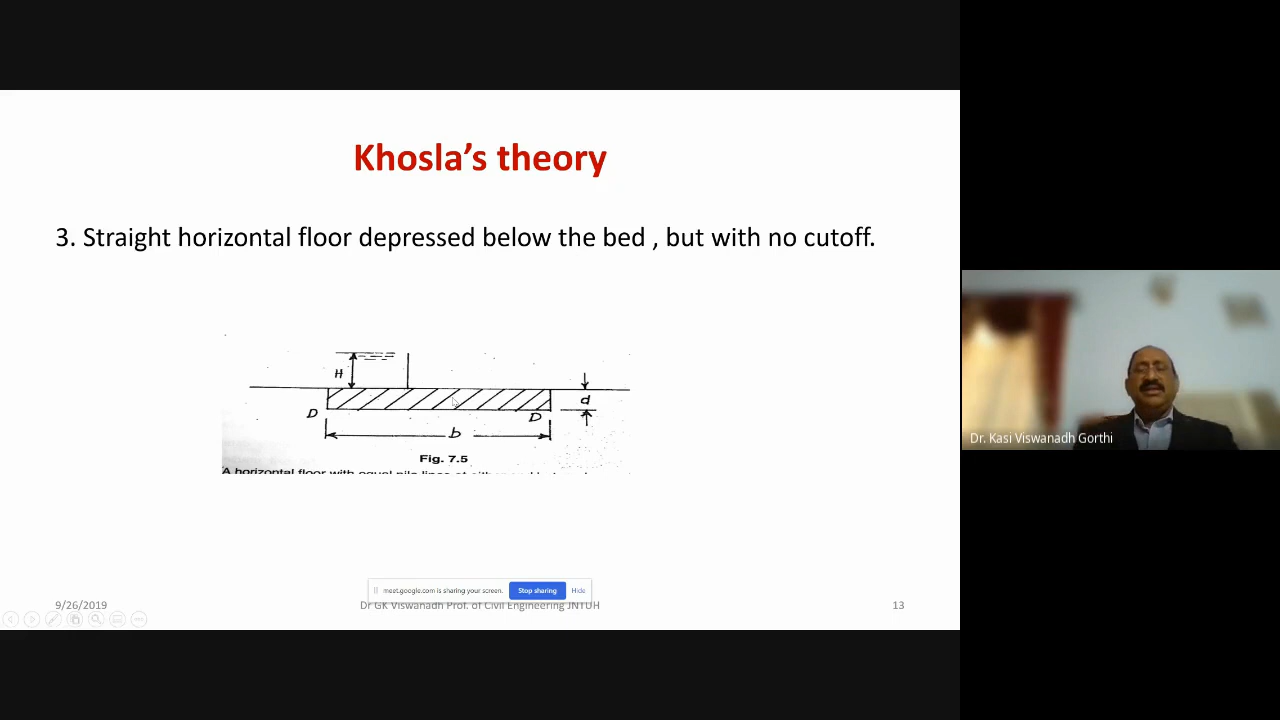 Khosla's theory
3. Straight horizontal floor depressed below the bed , but with no cutoff.
H
D
D
d
b
Fig. 7.5
A horizontal floor with equal pile lines at either end
meet.google.com is sharing your screen.
Stop sharing
Hide
9/26/2019
Dr GK Viswanadh Prof. of Civil Engineering JNTUH
13
Dr. Kasi Viswanadh Gorthi